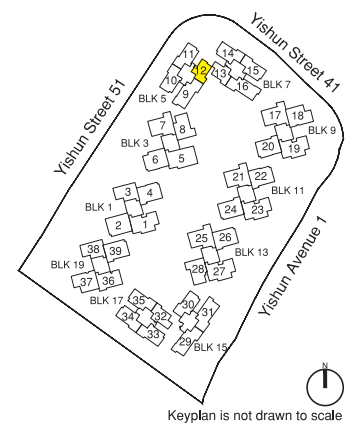 Yishun Street 41
Yishun Street 51
Yishun Avenue 1
11
12
10
9
BLK 5
14
13
15
16
BLK 7
7
8
BLK 3
6
5
17
18
BLK 9
20
19
21
22
BLK 11
24
23
3
4
BLK 1
2
1
25
26
BLK 13
28
27
38
39
BLK 19
37
36
BLK 17
35
34
32
33
30
31
29
BLK 15
N
Keyplan is not drawn to scale